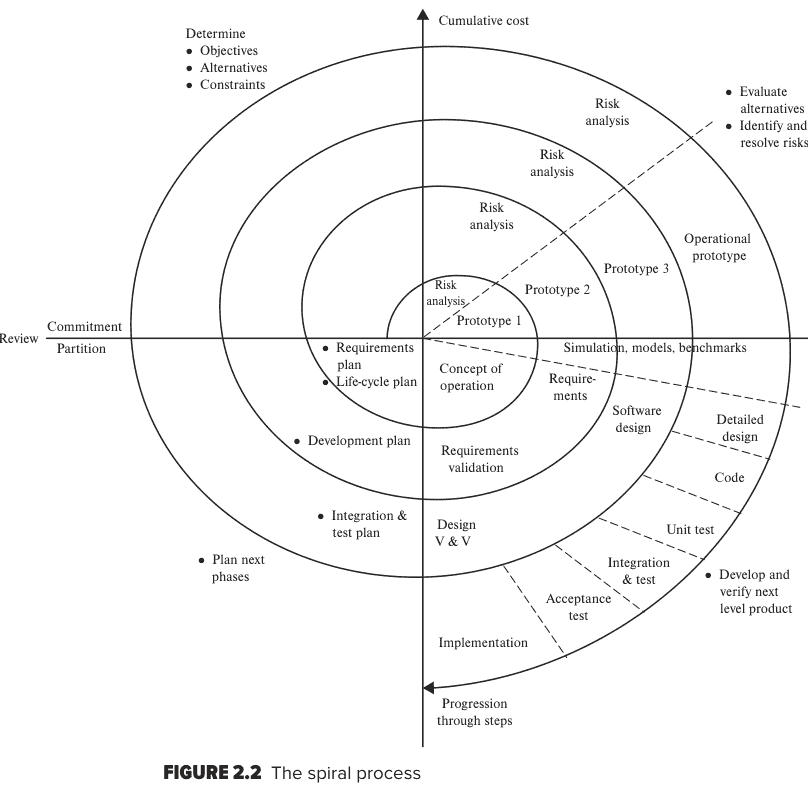 Cumulative cost
Determine
• Objectives
• Alternatives
• Constraints
• Evaluate
alternatives
• Identify and
resolve risks
Risk
analysis
Risk
analysis
Risk
analysis
Risk
analysis
Operational
prototype
Prototype 3
Prototype 2
Prototype 1
Review
Commitment
Partition
• Requirements
plan
• Life-cycle plan
Concept of
operation
Simulation, models, benchmarks
Require-
ments
Software
design
Detailed
design
• Development plan
Requirements
validation
Code
• Integration &
test plan
Design
V & V
Unit test
• Plan next
phases
Integration
& test
• Develop and
verify next
level product
Acceptance
test
Implementation
Progression
through steps
FIGURE 2.2 The spiral process